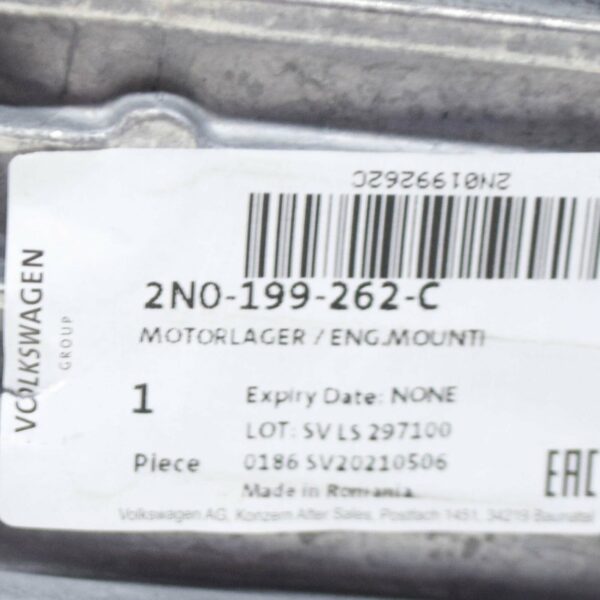 2N0199262C
VOLKSWAGEN
GROUP
2N0-199-262-C
MOTORLAGER / ENG.MOUNTI
1
Expiry Date: NONE
LOT: SV LS 297100
Piece 0186 SV20210506
Made in Romania
EAC
Volkswagen AG, Konzern After Sales, Postfach 1451, 34219 Baunatal